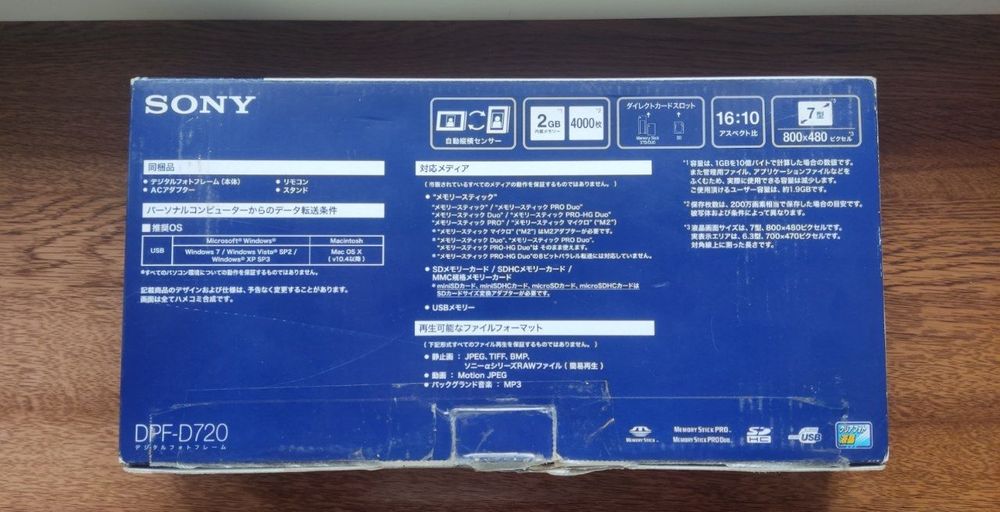 SONY
自動縦横センサー
2GB *1
内蔵メモリー
4000枚 *2
ダイレクトカードスロット
Memory Stick
STD/DUO
SD
16:10
アスペクト比
7型 *3
800×480 ピクセル*3
同梱品
● デジタルフォトフレーム (本体)
● リモコン
● ACアダプター
● スタンド
パーソナルコンピューターからのデータ転送条件
■ 推奨OS
Microsoft® Windows®
Macintosh
USB
Windows 7 / Windows Vista® SP2 /
Windows® XP SP3
Mac OS X
( v10.4以降 )
*すべてのパソコン環境についての動作を保証するものではありません。
記載商品のデザインおよび仕様は、予告なく変更することがあります。
画面は全てハメコミ合成です。
対応メディア
( 市販されているすべてのメディアの動作を保証するものではありません。)
● “メモリースティック”
“メモリースティック” / “メモリースティック PRO Duo”
“メモリースティック Duo” / “メモリースティック PRO-HG Duo”
“メモリースティック PRO” / “メモリースティック マイクロ (“M2”)
* “メモリースティック マイクロ (“M2”) はM2アダプターが必要です。
* “メモリースティック Duo”、“メモリースティック PRO Duo”、
“メモリースティック PRO-HG Duo” は そのまま使えます。
* “メモリースティック PRO-HG Duo”の8ビットパラレル転送には対応していません。
● SDメモリーカード / SDHCメモリーカード /
MMC規格メモリーカード
* miniSDカード、miniSDHCカード、microSDカード、microSDHCカードは
SDカードサイズ変換アダプターが必要です。
● USBメモリー
再生可能なファイルフォーマット
( 下記形式すべてのファイル再生を保証するものではありません。)
● 静止画 : JPEG、TIFF、BMP、
ソニーαシリーズRAWファイル ( 簡易再生 )
● 動画 : Motion JPEG
● バックグランド音楽 : MP3
*1 容量は、1GBを10億バイトで計算した場合の数値です。
また管理用ファイル、アプリケーションファイルなどを
ふくむため、実際に使用できる容量は減少します。
ご使用頂けるユーザー容量は、約1.9GBです。
*2 保存枚数は、200万画素相当で保存した場合の目安です。
被写体および条件によって異なります。
*3 液晶画面サイズは、7型、800×480ピクセルです。
実表示エリアは、6.3型、700×470ピクセルです。
対角線上に測った長さです。
DPF-D720
デジタルフォトフレーム
MEMORY STICK
MEMORY STICK PRO
MEMORY STICK PRO DUO
SD
HC
USB
クリアフォト
液晶